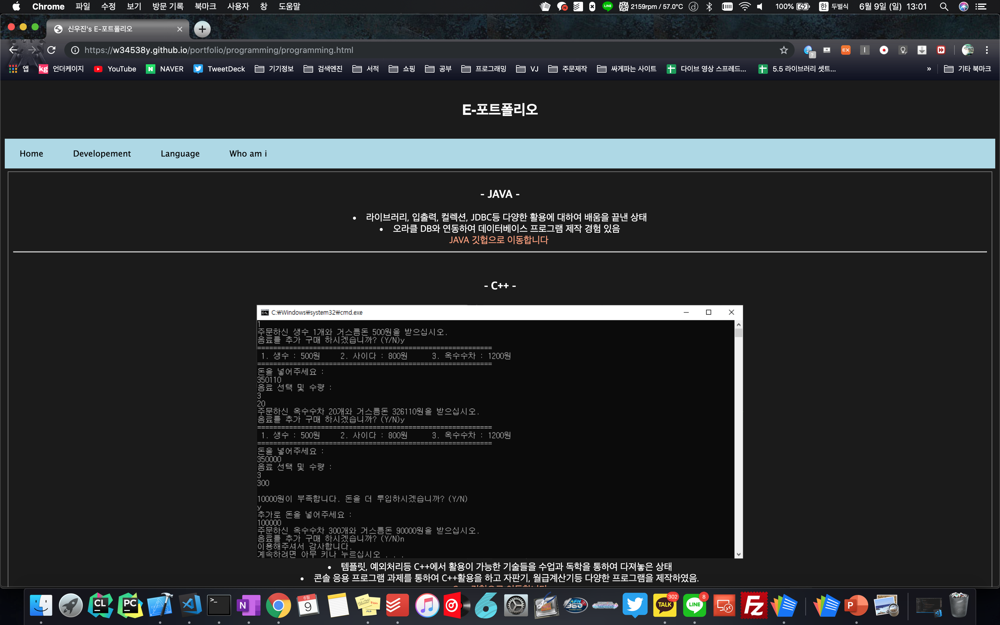 Chrome 파일 수정 보기 방문 기록 북마크 사용자 창 도움말 LINE 2159rpm / 57.0°C 100% 한 두벌식 6월 9일 (일) 13:01
신우진's E-포트폴리오
https://w34538y.github.io/portfolio/programming/programming.html
앱 kg 언더케이지 YouTube N NAVER TweetDeck 기기정보 검색엔진 서적 쇼핑 공부 프로그래밍 VJ 주문제작 싸게파는 사이트 다이브 영상 스프레드... 5.5 라이브러리 셋트... » 기타 북마크
E-포트폴리오
Home Developement Language Who am i
- JAVA -
• 라이브러리, 입출력, 컬렉션, JDBC등 다양한 활용에 대하여 배움을 끝낸 상태
• 오라클 DB와 연동하여 데이터베이스 프로그램 제작 경험 있음
JAVA 깃헙으로 이동합니다
- C++ -
C:₩Windows₩system32₩cmd.exe
1
주문하신 생수 1개와 거스름돈 500원을 받으십시오.
음료를 추가 구매 하시겠습니까? (Y/N)y
===========================================================
1. 생수 : 500원 2. 사이다 : 800원 3. 옥수수차 : 1200원
===========================================================
돈을 넣어주세요 :
350110
음료 선택 및 수량 :
3
20
주문하신 옥수수차 20개와 거스름돈 326110원을 받으십시오.
음료를 추가 구매 하시겠습니까? (Y/N)y
===========================================================
1. 생수 : 500원 2. 사이다 : 800원 3. 옥수수차 : 1200원
===========================================================
돈을 넣어주세요 :
350000
음료 선택 및 수량 :
3
300
10000원이 부족합니다. 돈을 더 투입하시겠습니까? (Y/N)
y
추가로 돈을 넣어주세요 :
100000
주문하신 옥수수차 300개와 거스름돈 90000원을 받으십시오.
음료를 추가 구매 하시겠습니까? (Y/N)n
이용해주셔서 감사합니다.
계속하려면 아무 키나 누르십시오 . . .
• 템플릿, 예외처리등 C++에서 활용이 가능한 기술들을 수업과 독학을 통하여 다져놓은 상태
• 콘솔 응용 프로그램 과제를 통하여 C++활용을 하고 자판기, 월급계산기등 다양한 프로그램을 제작하였음.
CL PC >_ N 6월 9 6 AFN 360 TALK 302 LINE 8 Fz P